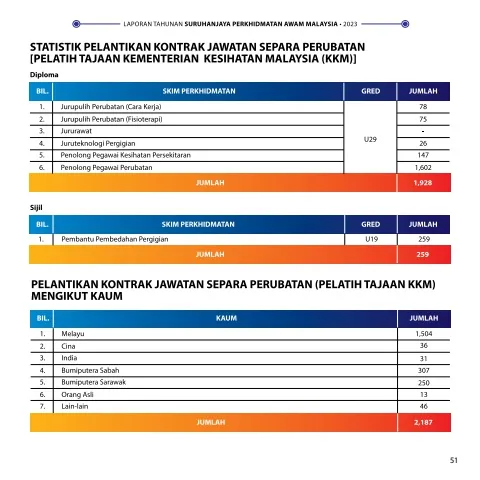 LAPORAN TAHUNAN SURUHANJAYA PERKHIDMATAN AWAM MALAYSIA • 2023
STATISTIK PELANTIKAN KONTRAK JAWATAN SEPARA PERUBATAN
[PELATIH TAJAAN KEMENTERIAN KESIHATAN MALAYSIA (KKM)]
Diploma
BIL. SKIM PERKHIDMATAN GRED JUMLAH
1. Jurupulih Perubatan (Cara Kerja) 78
2. Jurupulih Perubatan (Fisioterapi) 75
3. Jururawat -
U29
4. Juruteknologi Pergigian 26
5. Penolong Pegawai Kesihatan Persekitaran 147
6. Penolong Pegawai Perubatan 1,602
JUMLAH 1,928
Sijil
BIL. SKIM PERKHIDMATAN GRED JUMLAH
1. Pembantu Pembedahan Pergigian U19 259
JUMLAH 259
PELANTIKAN KONTRAK JAWATAN SEPARA PERUBATAN (PELATIH TAJAAN KKM)
MENGIKUT KAUM
BIL. KAUM JUMLAH
1. Melayu 1,504
2. Cina 36
3. India 31
4. Bumiputera Sabah 307
5. Bumiputera Sarawak 250
6. Orang Asli 13
7. Lain-lain 46
JUMLAH 2,187
51